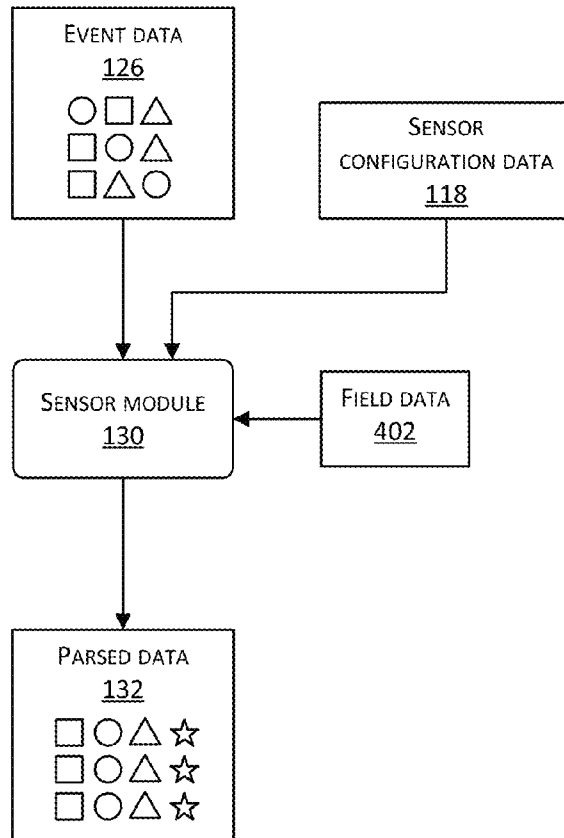 EVENT DATA
126
SENSOR
CONFIGURATION DATA
118
SENSOR MODULE
130
FIELD DATA
402
PARSED DATA
132